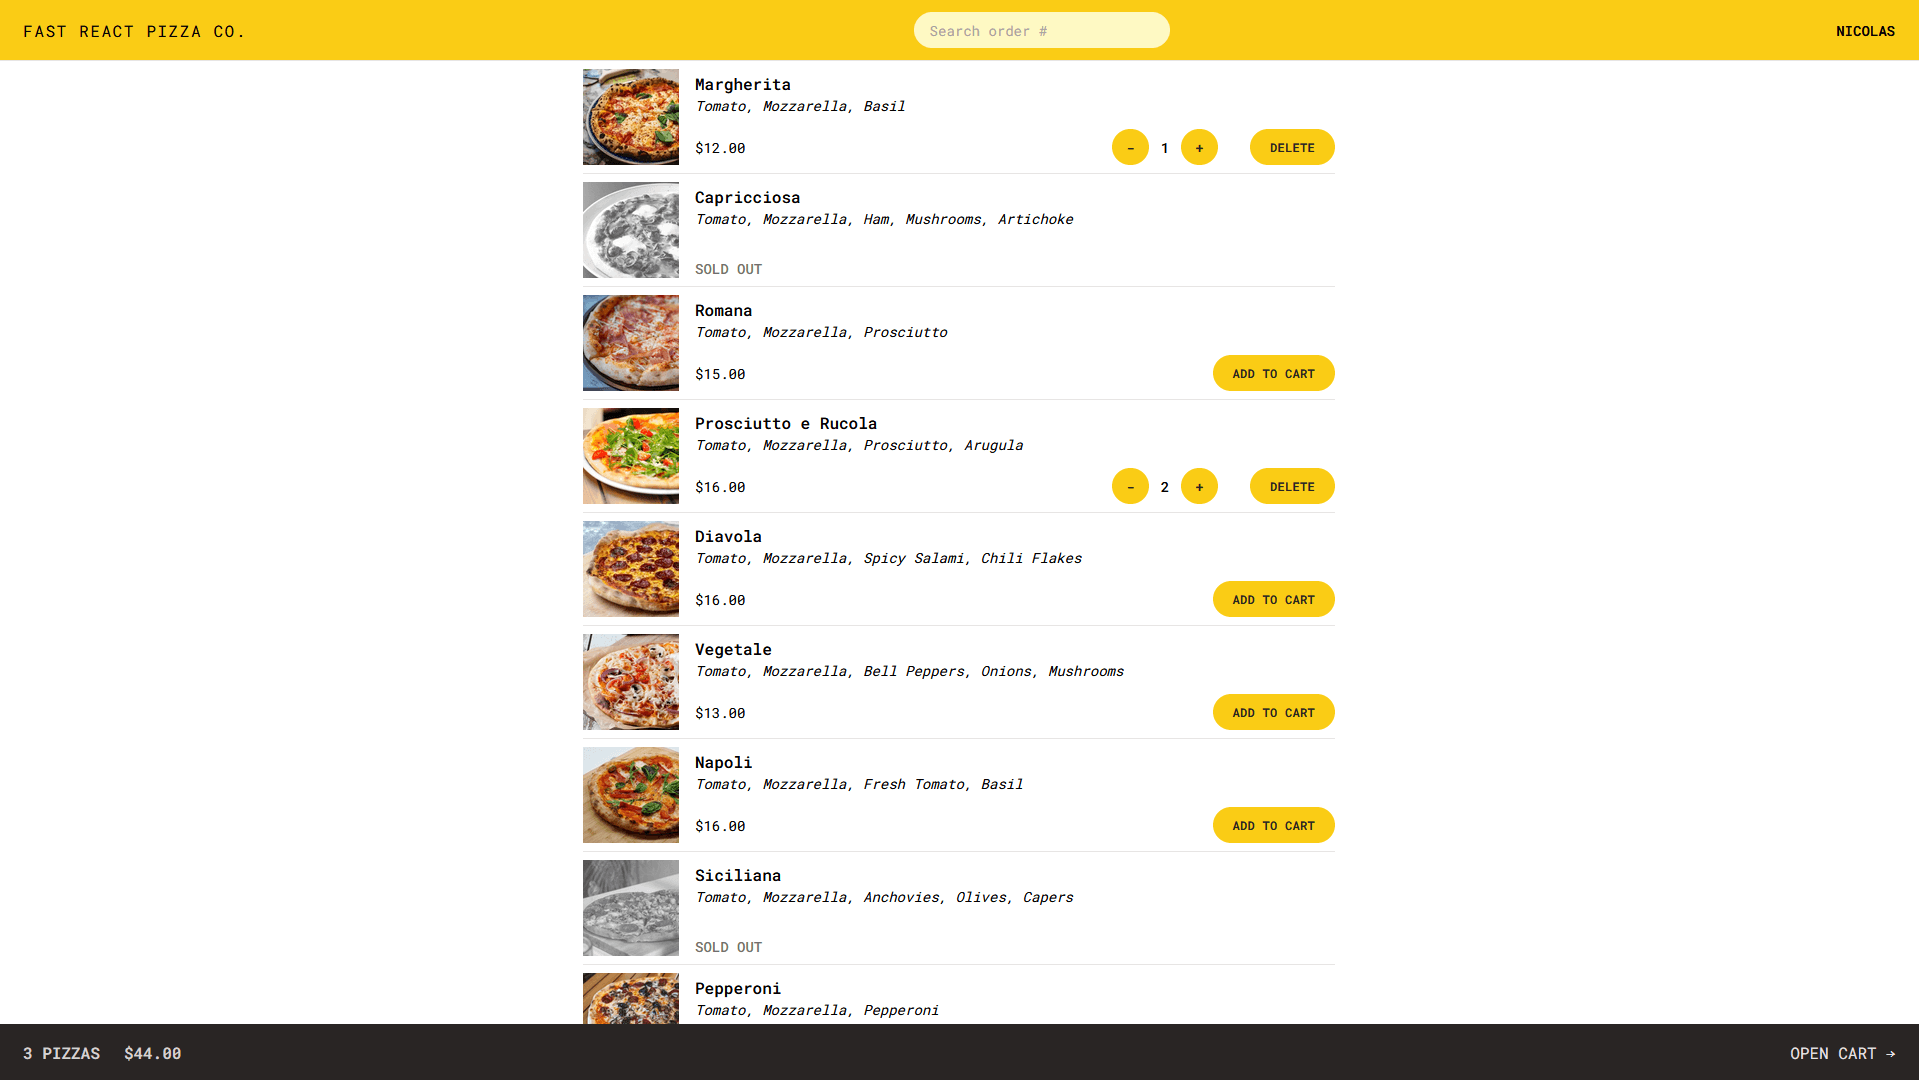 FAST REACT PIZZA CO.
Search order #
NICOLAS
Margherita
Tomato, Mozzarella, Basil
$12.00
- 1 + DELETE
Capricciosa
Tomato, Mozzarella, Ham, Mushrooms, Artichoke
SOLD OUT
Romana
Tomato, Mozzarella, Prosciutto
$15.00
ADD TO CART
Prosciutto e Rucola
Tomato, Mozzarella, Prosciutto, Arugula
$16.00
- 2 + DELETE
Diavola
Tomato, Mozzarella, Spicy Salami, Chili Flakes
$16.00
ADD TO CART
Vegetale
Tomato, Mozzarella, Bell Peppers, Onions, Mushrooms
$13.00
ADD TO CART
Napoli
Tomato, Mozzarella, Fresh Tomato, Basil
$16.00
ADD TO CART
Siciliana
Tomato, Mozzarella, Anchovies, Olives, Capers
SOLD OUT
Pepperoni
Tomato, Mozzarella, Pepperoni
3 PIZZAS $44.00
OPEN CART →